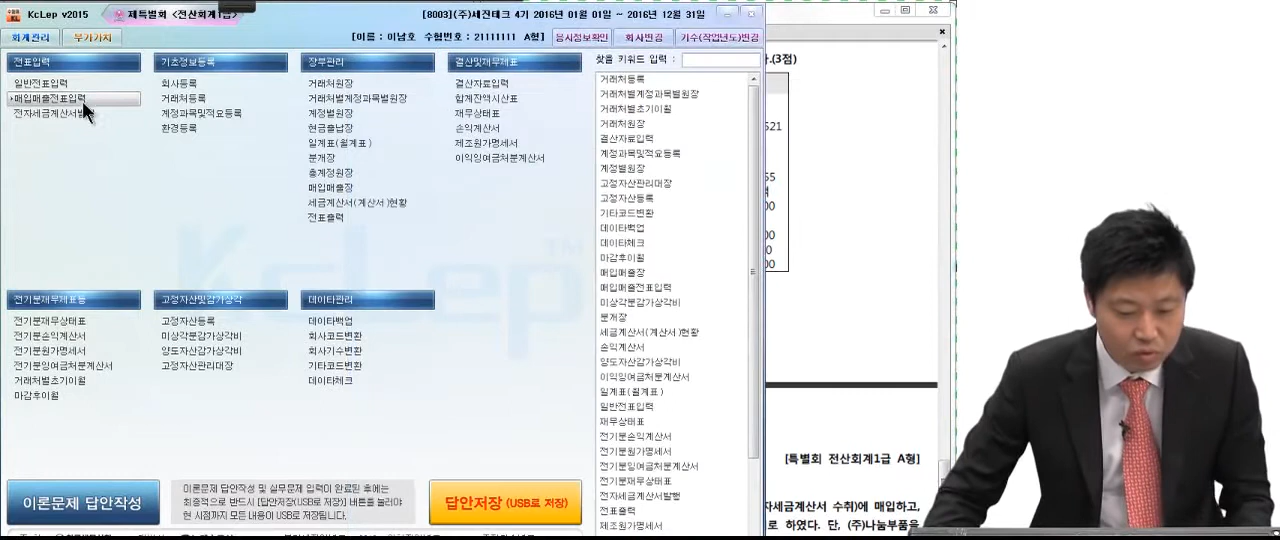 KcLep v2015 제특별회 <전산회계1급> [8003](주)세진테크 4기 2016년 01월 01일 ~ 2016년 12월 31일
회계관리 부가가치 [이름 : 이남호 수험번호 : 21111111 A형] 응시정보확인 회사변경 기수(작업년도)변경
전표입력
일반전표입력
매입매출전표입력
전자세금계산서발
기초정보등록
회사등록
거래처등록
계정과목및적요등록
환경등록
장부관리
거래처원장
거래처별계정과목별원장
계정별원장
현금출납장
일계표(월계표)
분개장
총계정원장
매입매출장
세금계산서(계산서)현황
전표출력
결산및재무제표
결산자료입력
합계잔액시산표
재무상태표
손익계산서
제조원가명세서
이익잉여금처분계산서
전기분재무제표등
전기분재무상태표
전기분손익계산서
전기분원가명세서
전기분잉여금처분계산서
거래처별초기이월
마감후이월
고정자산및감가상각
고정자산등록
미상각분감가상각비
양도자산감가상각비
고정자산관리대장
데이타관리
데이타백업
회사코드변환
회사기수변환
기타코드변환
데이타체크
찾을 키워드 입력 :
거래처등록
거래처별계정과목별원장
거래처별초기이월
거래처원장
결산자료입력
계정과목및적요등록
계정별원장
고정자산관리대장
고정자산등록
기타코드변환
데이타백업
데이타체크
마감후이월
매입매출장
매입매출전표입력
미상각분감가상각비
분개장
세금계산서(계산서)현황
손익계산서
양도자산감가상각비
이익잉여금처분계산서
일계표(월계표)
일반전표입력
재무상태표
전기분손익계산서
전기분원가명세서
전기분잉여금처분계산서
전기분재무상태표
전자세금계산서발행
전표출력
제조원가명세서
이론문제 답안작성
이론문제 답안작성 및 실무문제 입력이 완료된 후에는
최종적으로 반드시 [답안저장(USB로 저장)] 버튼을 눌러야
현 시점까지 모든 내용이 USB로 저장됩니다.
답안저장 (USB로 저장)
KcLep™
.(3점)
521
55
00
00
0
00
[특별회 전산회계1급 A형]
자세금계산서 수취)에 매입하고,
로 하였다. 단, (주)나눔부품을